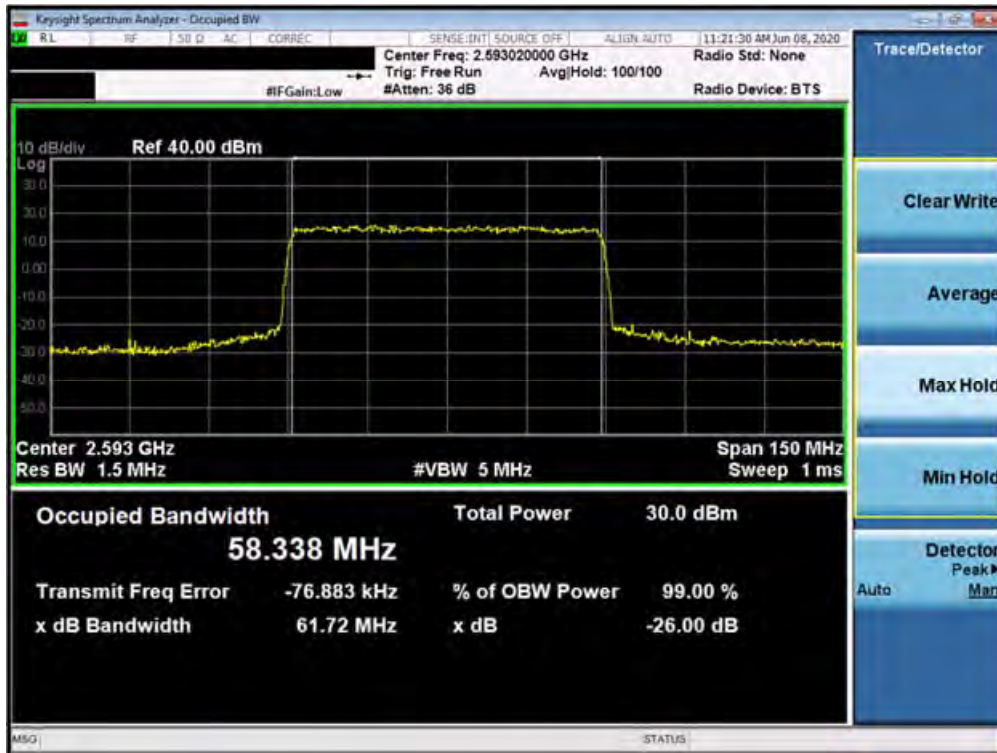 Keysight Spectrum Analyzer - Occupied BW
RL RF 50 Ω AC CORREC SENSE:INT SOURCE OFF ALIGN AUTO 11:21:30 AM Jun 08, 2020
Center Freq: 2.593020000 GHz Radio Std: None
Trig: Free Run Avg|Hold: 100/100
#IFGain:Low #Atten: 36 dB Radio Device: BTS
10 dB/div Ref 40.00 dBm
Log
30.0
20.0
10.0
0.00
-10.0
-20.0
-30.0
-40.0
-50.0
Center 2.593 GHz Span 150 MHz
Res BW 1.5 MHz #VBW 5 MHz Sweep 1 ms
Occupied Bandwidth Total Power 30.0 dBm
58.338 MHz
Transmit Freq Error -76.883 kHz % of OBW Power 99.00 %
x dB Bandwidth 61.72 MHz x dB -26.00 dB
MSG STATUS
Trace/Detector
Clear Write
Average
Max Hold
Min Hold
Detector
Peak
Auto Man